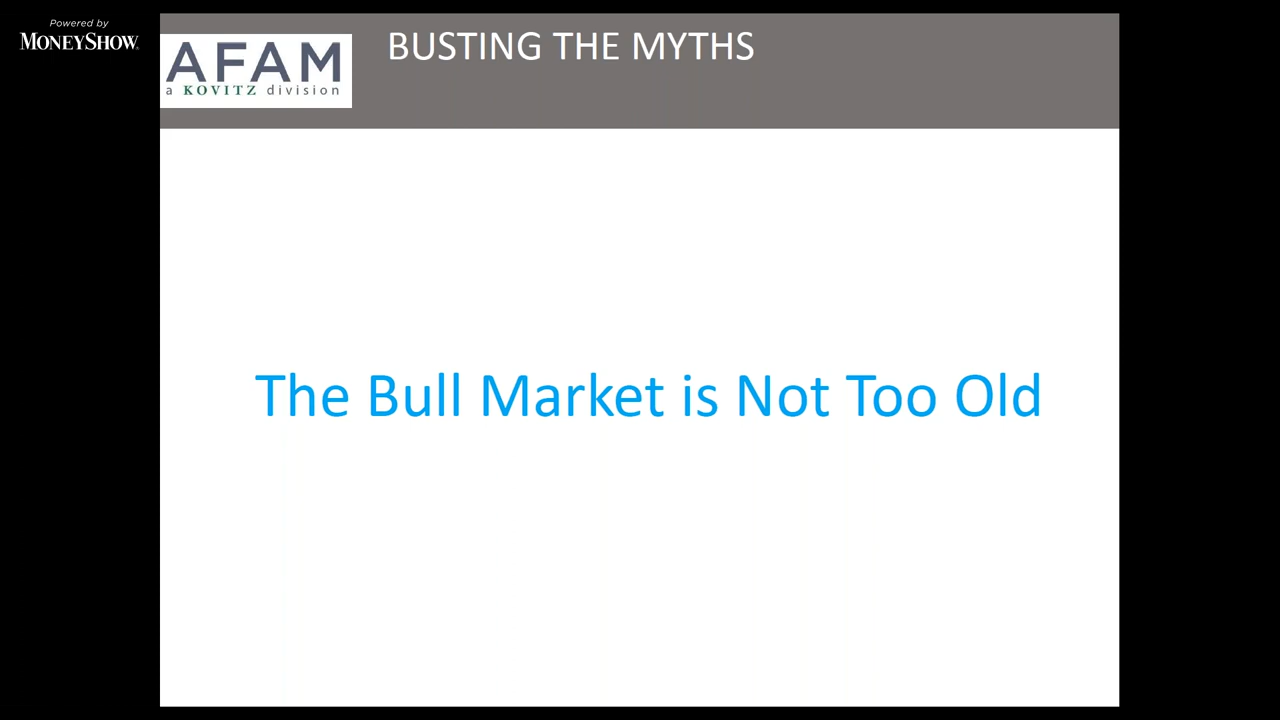 Powered by
MONEYSHOW.
AFAM
a KOVITZ division
BUSTING THE MYTHS
The Bull Market is Not Too Old